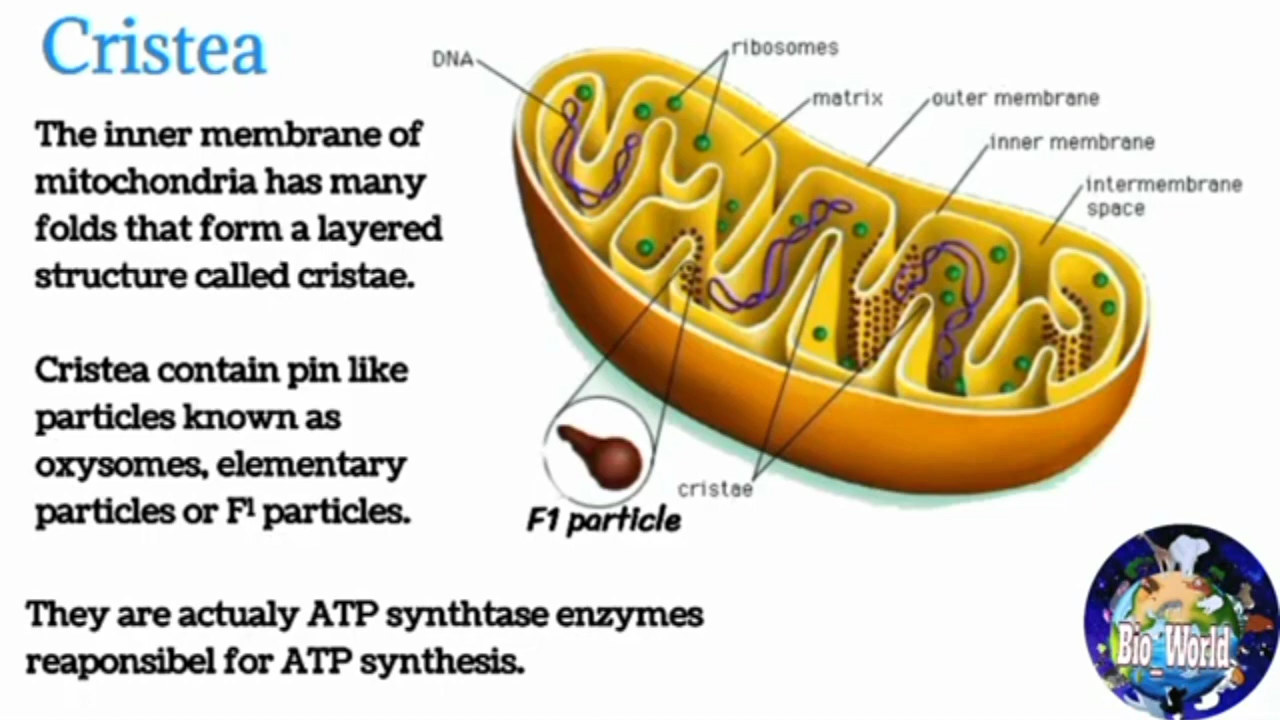 Cristea
The inner membrane of
mitochondria has many
folds that form a layered
structure called cristae.
Cristea contain pin like
particles known as
oxysomes, elementary
particles or F¹ particles.
They are actualy ATP synthtase enzymes
reaponsibel for ATP synthesis.
DNA
ribosomes
matrix
outer membrane
inner membrane
intermembrane
space
cristae
F1 particle
Bio_World